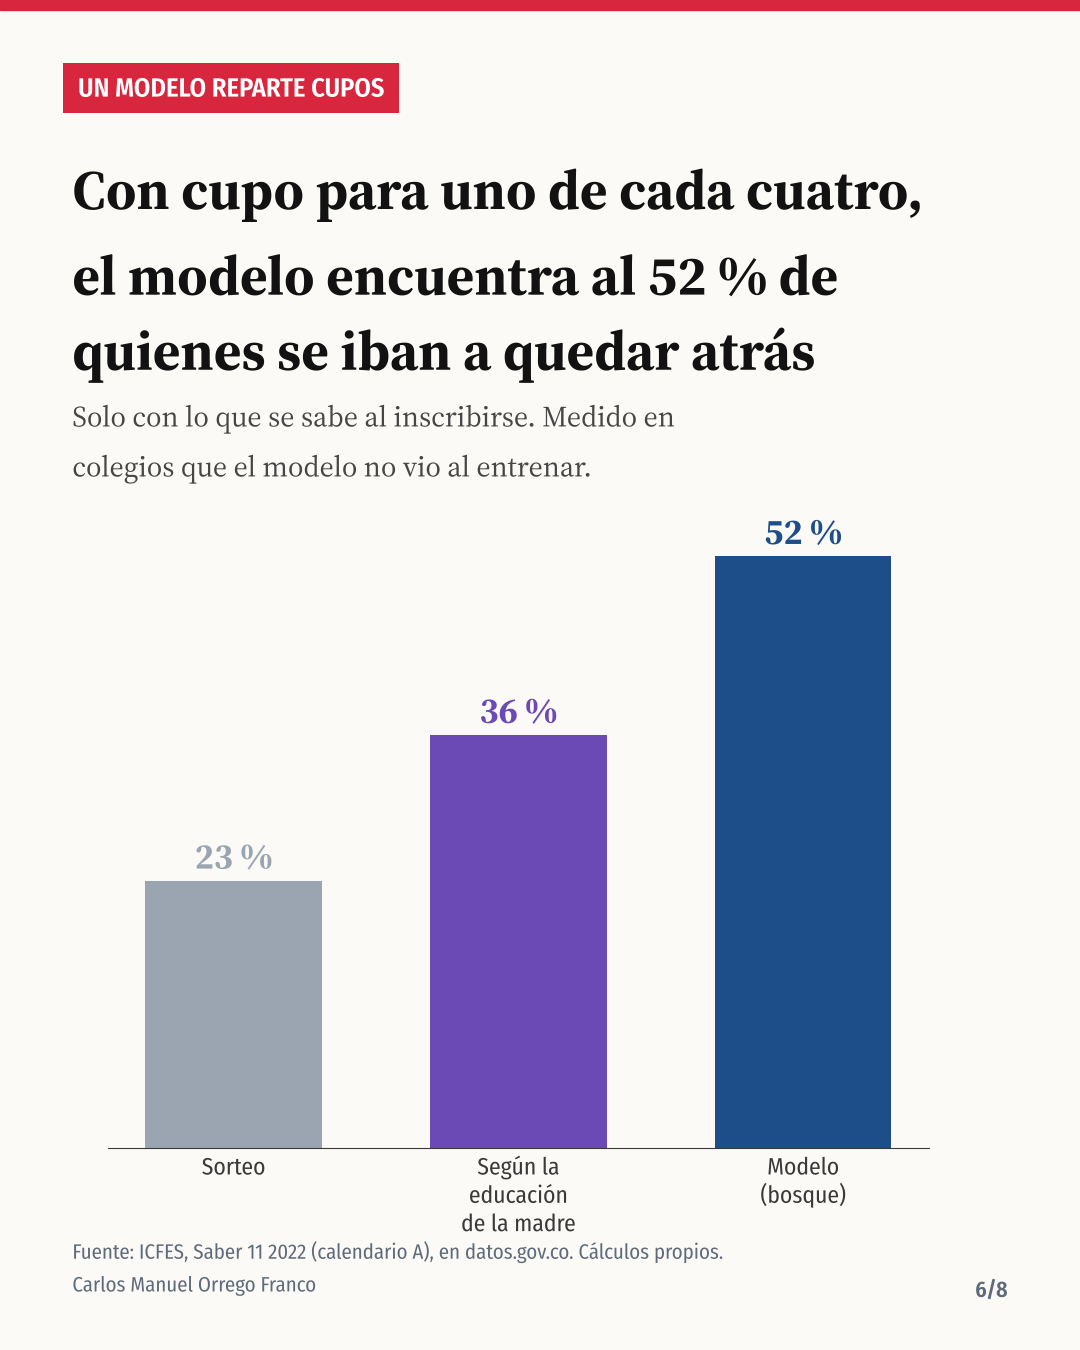 UN MODELO REPARTE CUPOS
Con cupo para uno de cada cuatro,
el modelo encuentra al 52 % de
quienes se iban a quedar atrás
Solo con lo que se sabe al inscribirse. Medido en
colegios que el modelo no vio al entrenar.
52 %
36 %
23 %
Sorteo
Según la
educación
de la madre
Modelo
(bosque)
Fuente: ICFES, Saber 11 2022 (calendario A), en datos.gov.co. Cálculos propios.
Carlos Manuel Orrego Franco
6/8